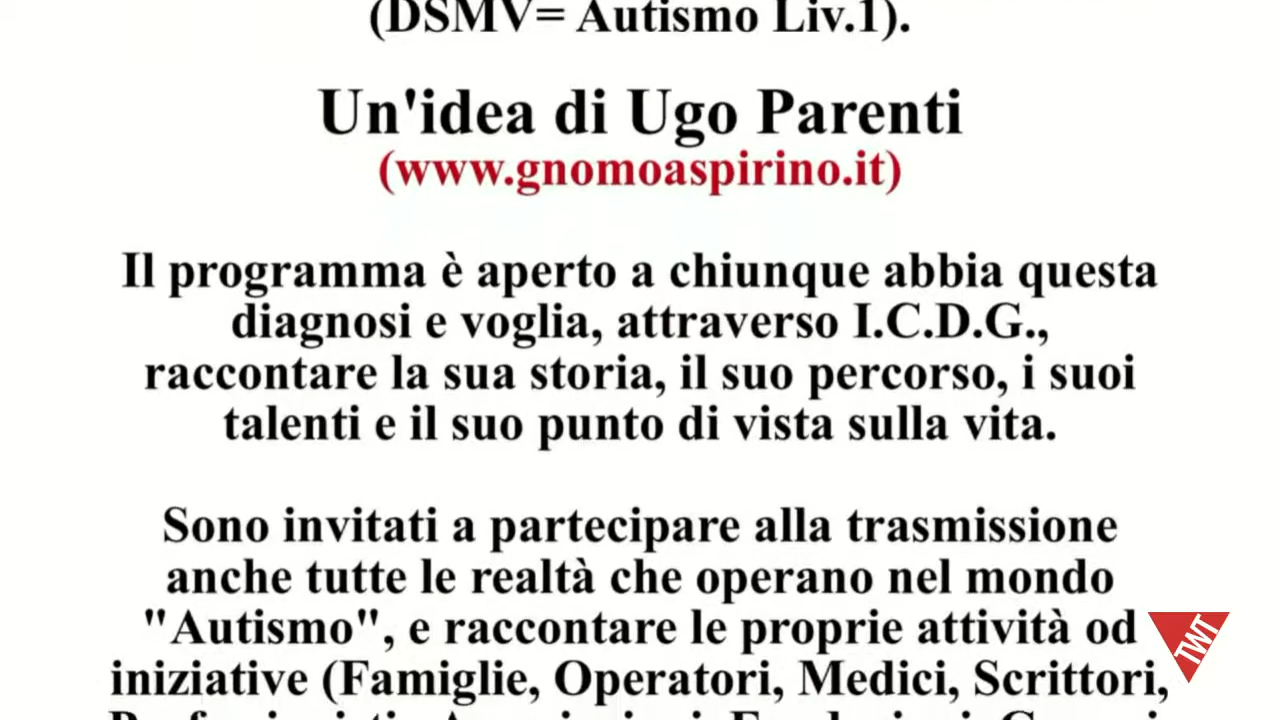 (DSMV= Autismo Liv.1).
Un'idea di Ugo Parenti
(www.gnomoaspirino.it)
Il programma è aperto a chiunque abbia questa
diagnosi e voglia, attraverso I.C.D.G.,
raccontare la sua storia, il suo percorso, i suoi
talenti e il suo punto di vista sulla vita.
Sono invitati a partecipare alla trasmissione
anche tutte le realtà che operano nel mondo
"Autismo", e raccontare le proprie attività od
iniziative (Famiglie, Operatori, Medici, Scrittori,
TWT